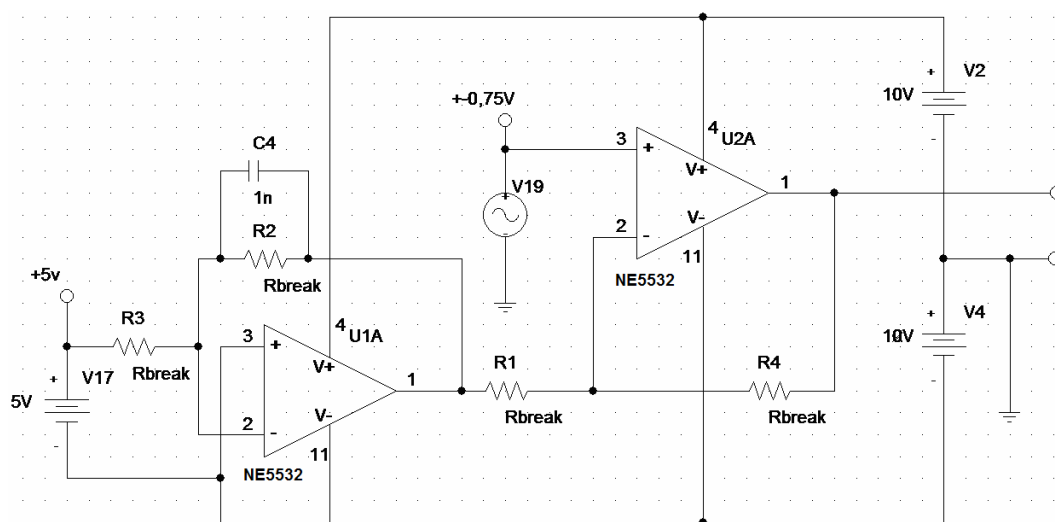 V2
10V
+-0,75V
4
U2A
3
V+
V19
1
C4
1n
2
V-
R2
11
NE5532
+5v
Rbreak
V4
4
R3
3
U1A
V+
R1
R4
V17
Rbreak
1
5V
V-
Rbreak
Rbreak
2
11
NE5532